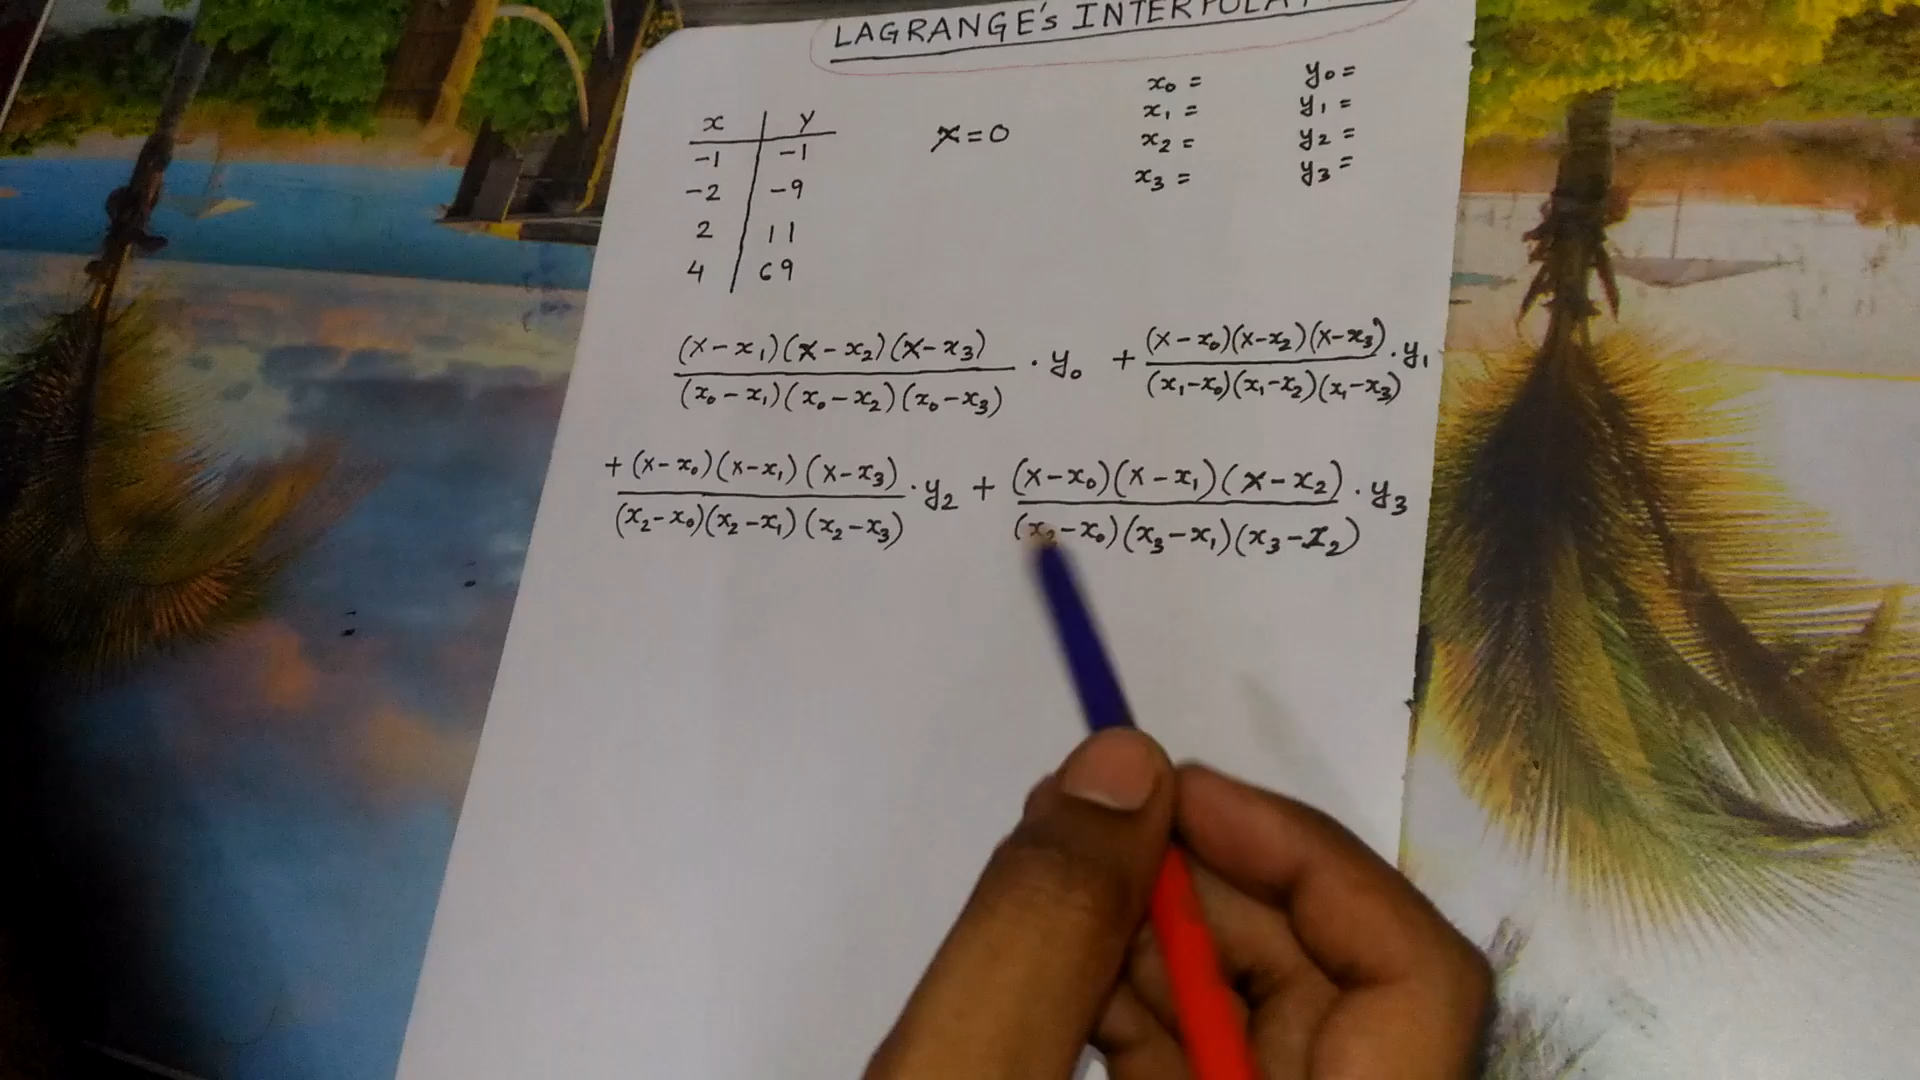 LAGRANGE's
x y
-1 -1
-2 -9
2 11
4 69
x=0
x₀ = y₀ =
x₁ = y₁ =
x₂ = y₂ =
x₃ = y₃ =
(x-x₁)(x-x₂)(x-x₃) / (x₀-x₁)(x₀-x₂)(x₀-x₃) · y₀ + (x-x₀)(x-x₂)(x-x₃) / (x₁-x₀)(x₁-x₂)(x₁-x₃) · y₁
+ (x-x₀)(x-x₁)(x-x₃) / (x₂-x₀)(x₂-x₁)(x₂-x₃) · y₂ + (x-x₀)(x-x₁)(x-x₂) / (x₃-x₀)(x₃-x₁)(x₃-x₂) · y₃